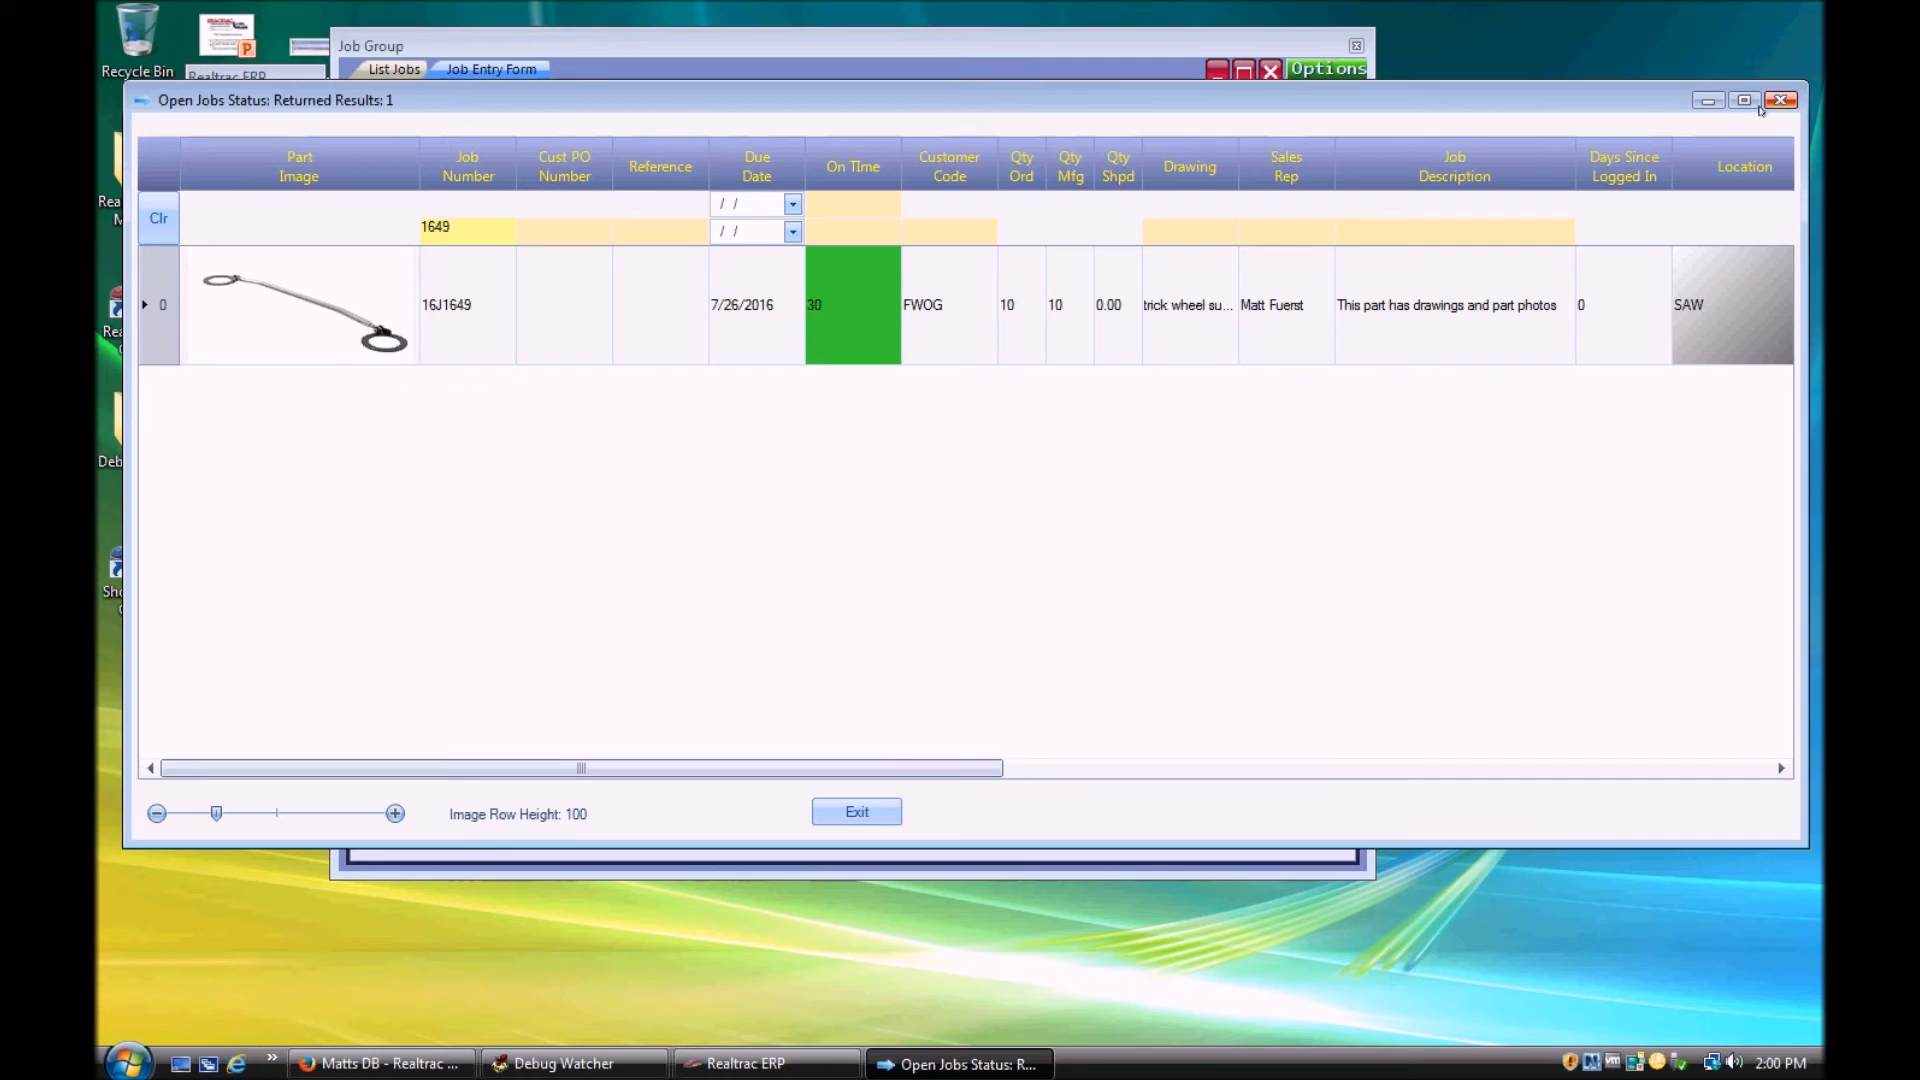 Recycle Bin
Realtrac ERP
Job Group
List Jobs
Job Entry Form
Options
Open Jobs Status: Returned Results: 1
Part Image
Job Number
Cust PO Number
Reference
Due Date
On TIme
Customer Code
Qty Ord
Qty Mfg
Qty Shpd
Drawing
Sales Rep
Job Description
Days Since Logged In
Location
Clr
/ /
1649
/ /
0
16J1649
7/26/2016
30
FWOG
10
10
0.00
trick wheel su...
Matt Fuerst
This part has drawings and part photos
0
SAW
Rea
M
Rea
Deb
Sho
Image Row Height: 100
Exit
Matts DB - Realtrac ...
Debug Watcher
Realtrac ERP
Open Jobs Status: R...
2:00 PM